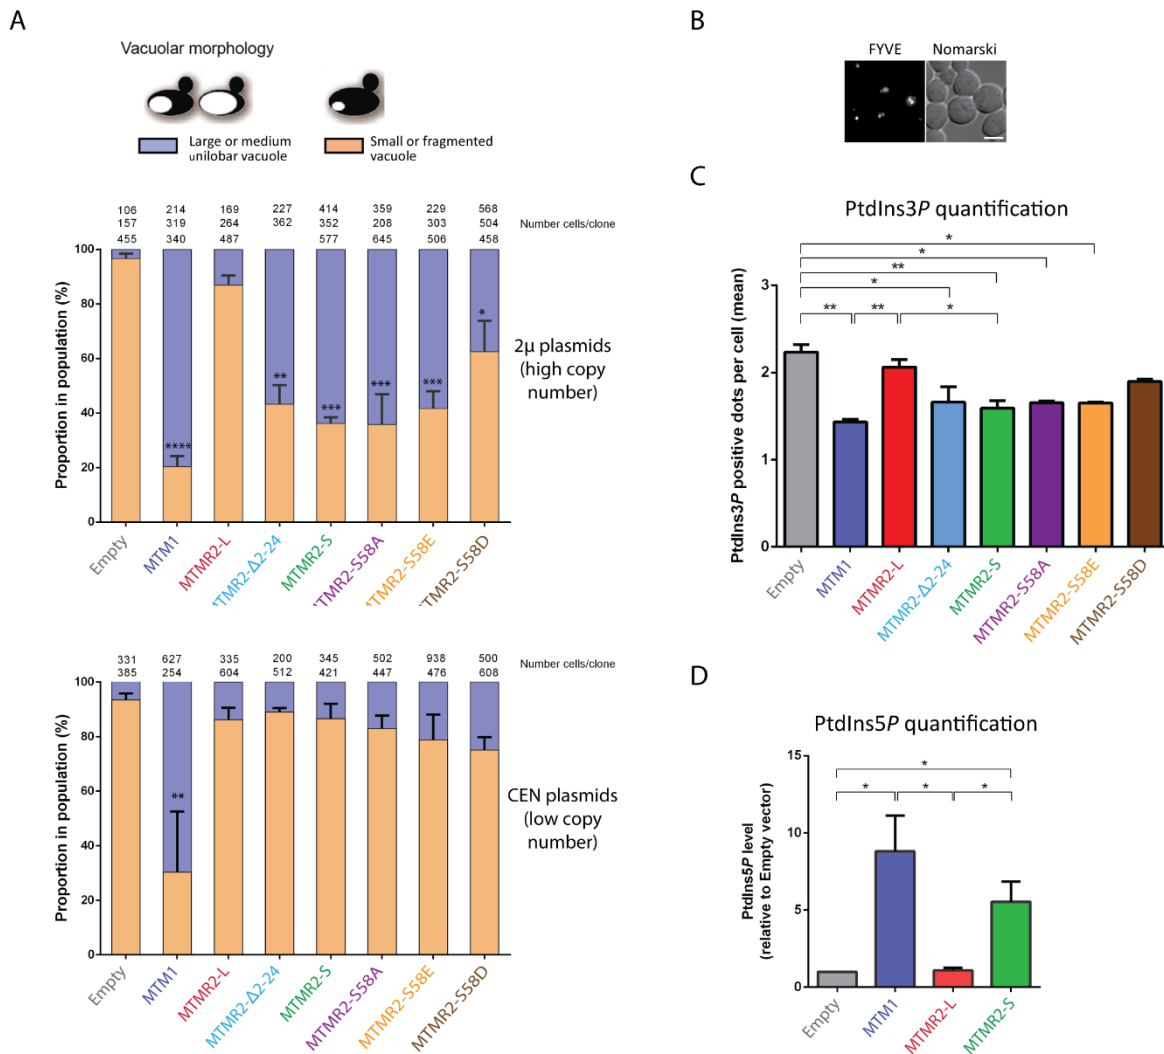 A
Vacuolar morphology
Large or medium
unilobar vacuole
Small or fragmented
vacuole
106 214 169 227 414 359 229 568
157 319 264 362 352 208 303 504
455 340 487 577 645 506 458
Number cells/clone
Proportion in population (%)
100
80
60
40
20
0
**** ** *** *** *** *
Empty
MTM1
MTMR2-L
MTMR2-Δ2-24
MTMR2-S
MTMR2-S58A
MTMR2-S58E
MTMR2-S58D
2μ plasmids
(high copy
number)
331 627 335 200 345 502 938 500
385 254 604 512 421 447 476 608
Number cells/clone
Proportion in population (%)
100
80
60
40
20
0
**
Empty
MTM1
MTMR2-L
MTMR2-Δ2-24
MTMR2-S
MTMR2-S58A
MTMR2-S58E
MTMR2-S58D
CEN plasmids
(low copy
number)
B
FYVE Nomarski
C
PtdIns3P quantification
PtdIns3P positive dots per cell (mean)
3
2
1
0
*
*
**
*
** ** *
Empty
MTM1
MTMR2-L
MTMR2-Δ2-24
MTMR2-S
MTMR2-S58A
MTMR2-S58E
MTMR2-S58D
D
PtdIns5P quantification
PtdIns5P level
(relative to Empty vector)
15
10
5
0
*
* * *
Empty
MTM1
MTMR2-L
MTMR2-S